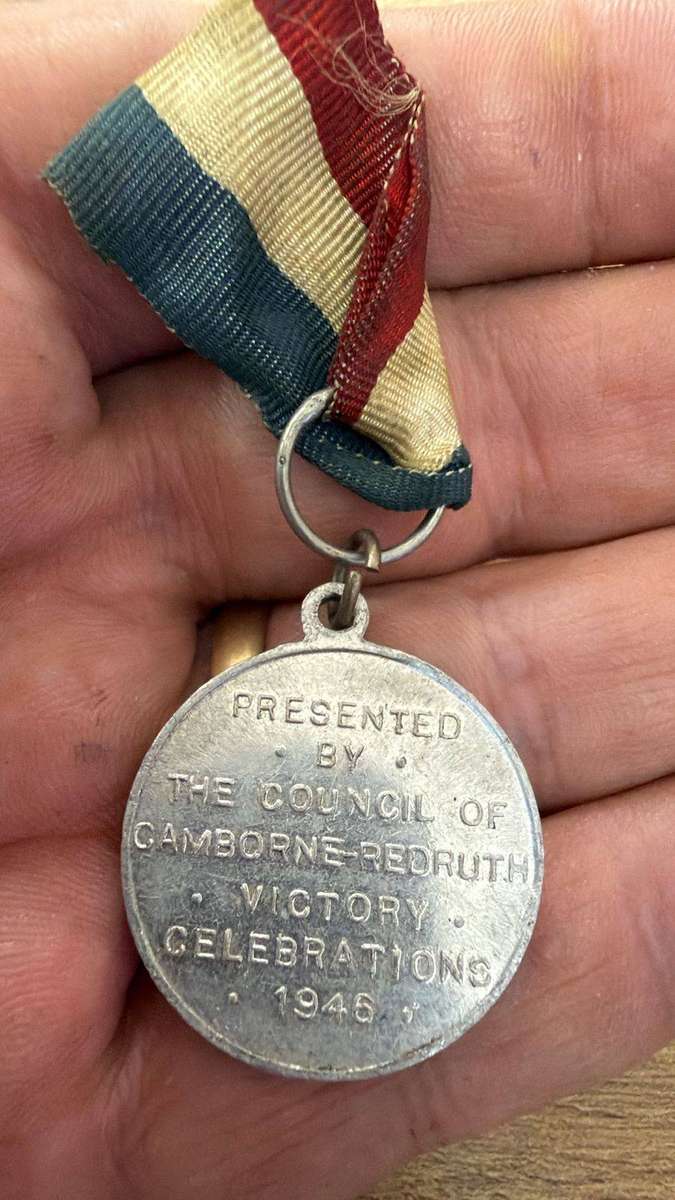 PRESENTED
· BY ·
THE COUNCIL OF
CAMBORNE-REDRUTH
· VICTORY ·
CELEBRATIONS
· 1946 ·